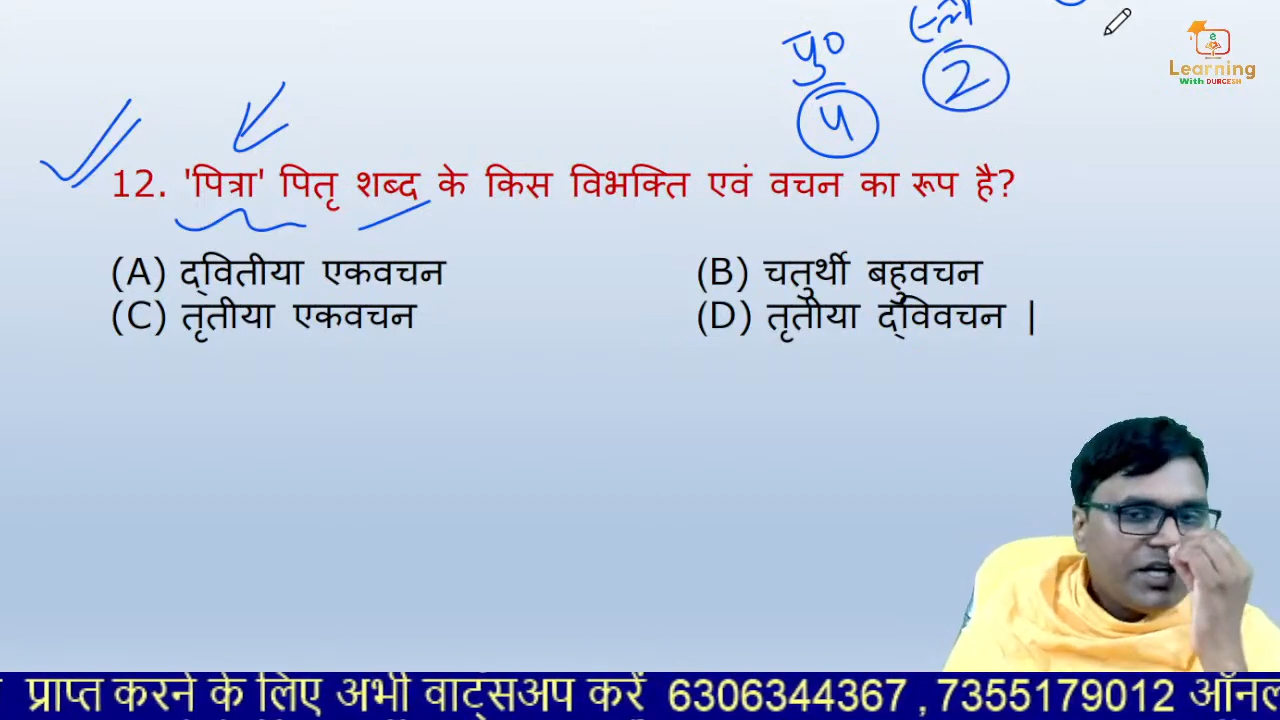 पु०
स्त्री
4
2
e
Learning
With DURGESH
12. 'पित्रा' पितृ शब्द के किस विभक्ति एवं वचन का रूप है?
(A) द्वितीया एकवचन (B) चतुर्थी बहुवचन
(C) तृतीया एकवचन (D) तृतीया द्विवचन |
प्राप्त करने के लिए अभी वाट्सअप करें 6306344367 , 7355179012